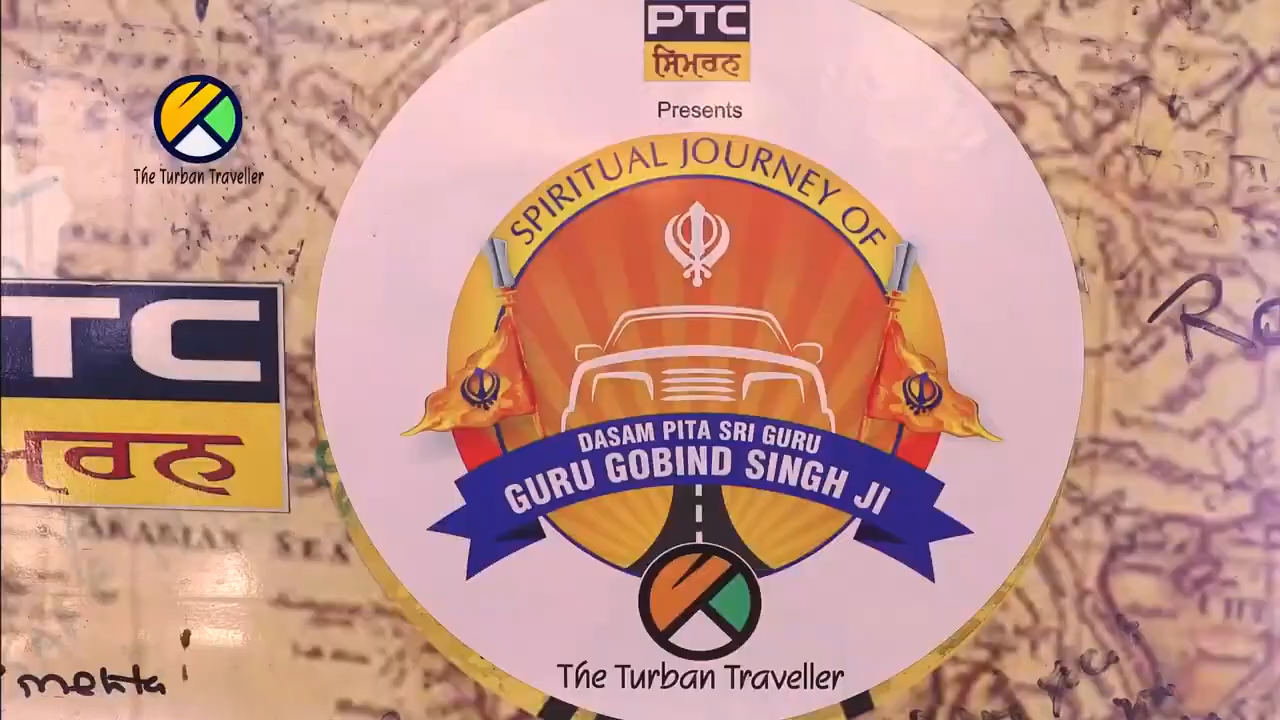 PTC
ਸਿਮਰਨ
Presents
SPIRITUAL JOURNEY OF
DASAM PITA SRI GURU
GURU GOBIND SINGH JI
The Turban Traveller
The Turban Traveller
TC
ਮਰਨ
ARABIAN SEA
mehta